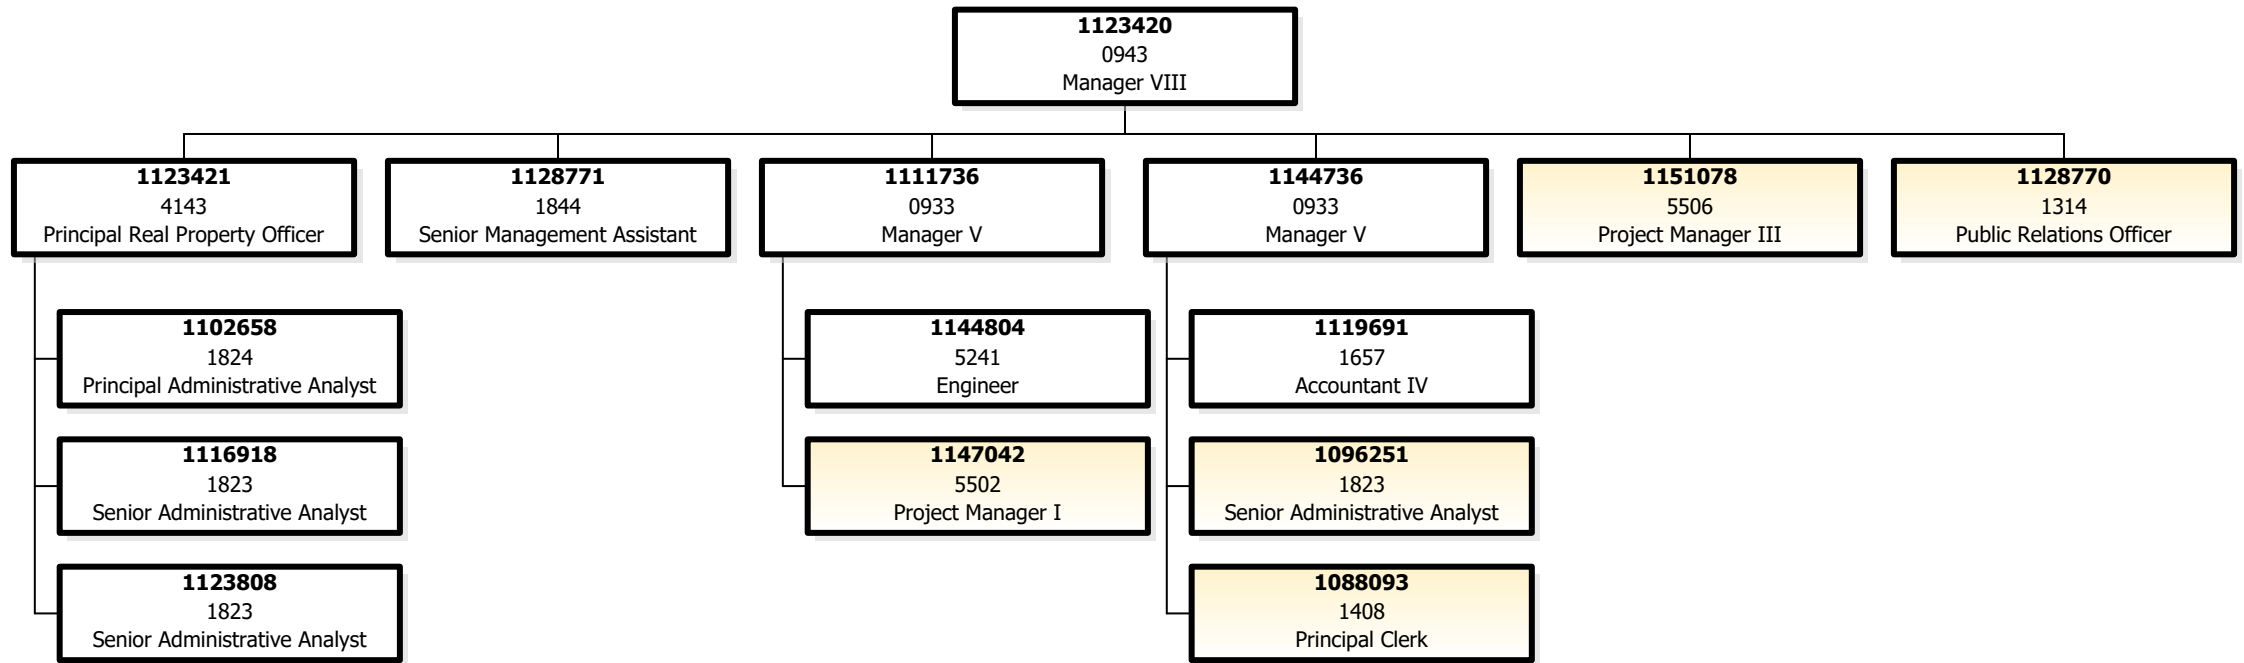 1123420
0943
Manager VIII
1123421
4143
Principal Real Property Officer
1128771
1844
Senior Management Assistant
1111736
0933
Manager V
1144736
0933
Manager V
1151078
5506
Project Manager III
1128770
1314
Public Relations Officer
1102658
1824
Principal Administrative Analyst
1116918
1823
Senior Administrative Analyst
1123808
1823
Senior Administrative Analyst
1144804
5241
Engineer
1147042
5502
Project Manager I
1119691
1657
Accountant IV
1096251
1823
Senior Administrative Analyst
1088093
1408
Principal Clerk